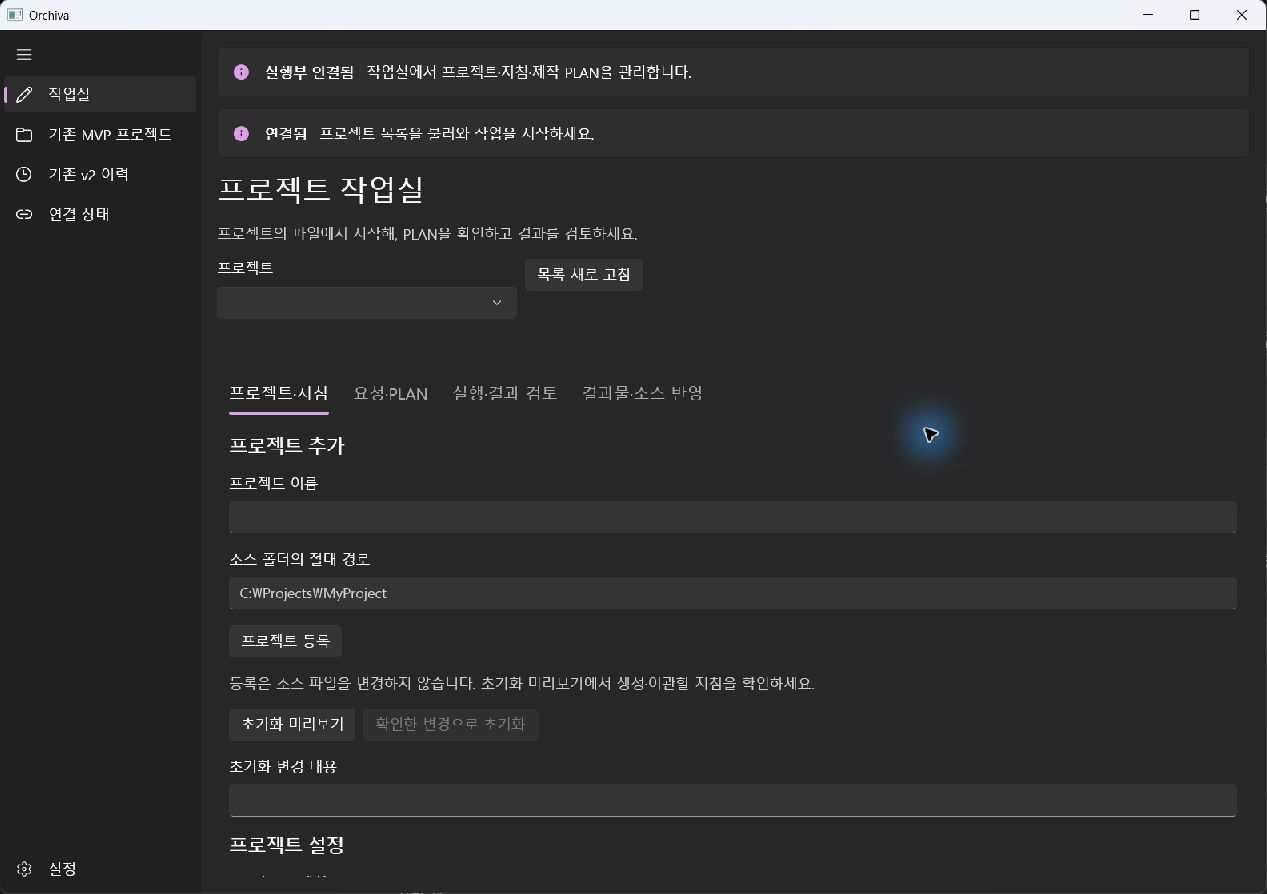 Orchiva
작업실
기존 MVP 프로젝트
기존 v2 이력
연결 상태
설정
실행부 연결됨 작업실에서 프로젝트·지침·제작 PLAN을 관리합니다.
연결됨 프로젝트 목록을 불러와 작업을 시작하세요.
프로젝트 작업실
프로젝트의 파일에서 시작해, PLAN을 확인하고 결과를 검토하세요.
프로젝트
목록 새로 고침
프로젝트·지침
요청·PLAN
실행·결과 검토
결과물·소스 반영
프로젝트 추가
프로젝트 이름
소스 폴더의 절대 경로
C:₩Projects₩MyProject
프로젝트 등록
등록은 소스 파일을 변경하지 않습니다. 초기화 미리보기에서 생성·이관할 지침을 확인하세요.
초기화 미리보기
확인한 변경으로 초기화
초기화 변경 내용
프로젝트 설정